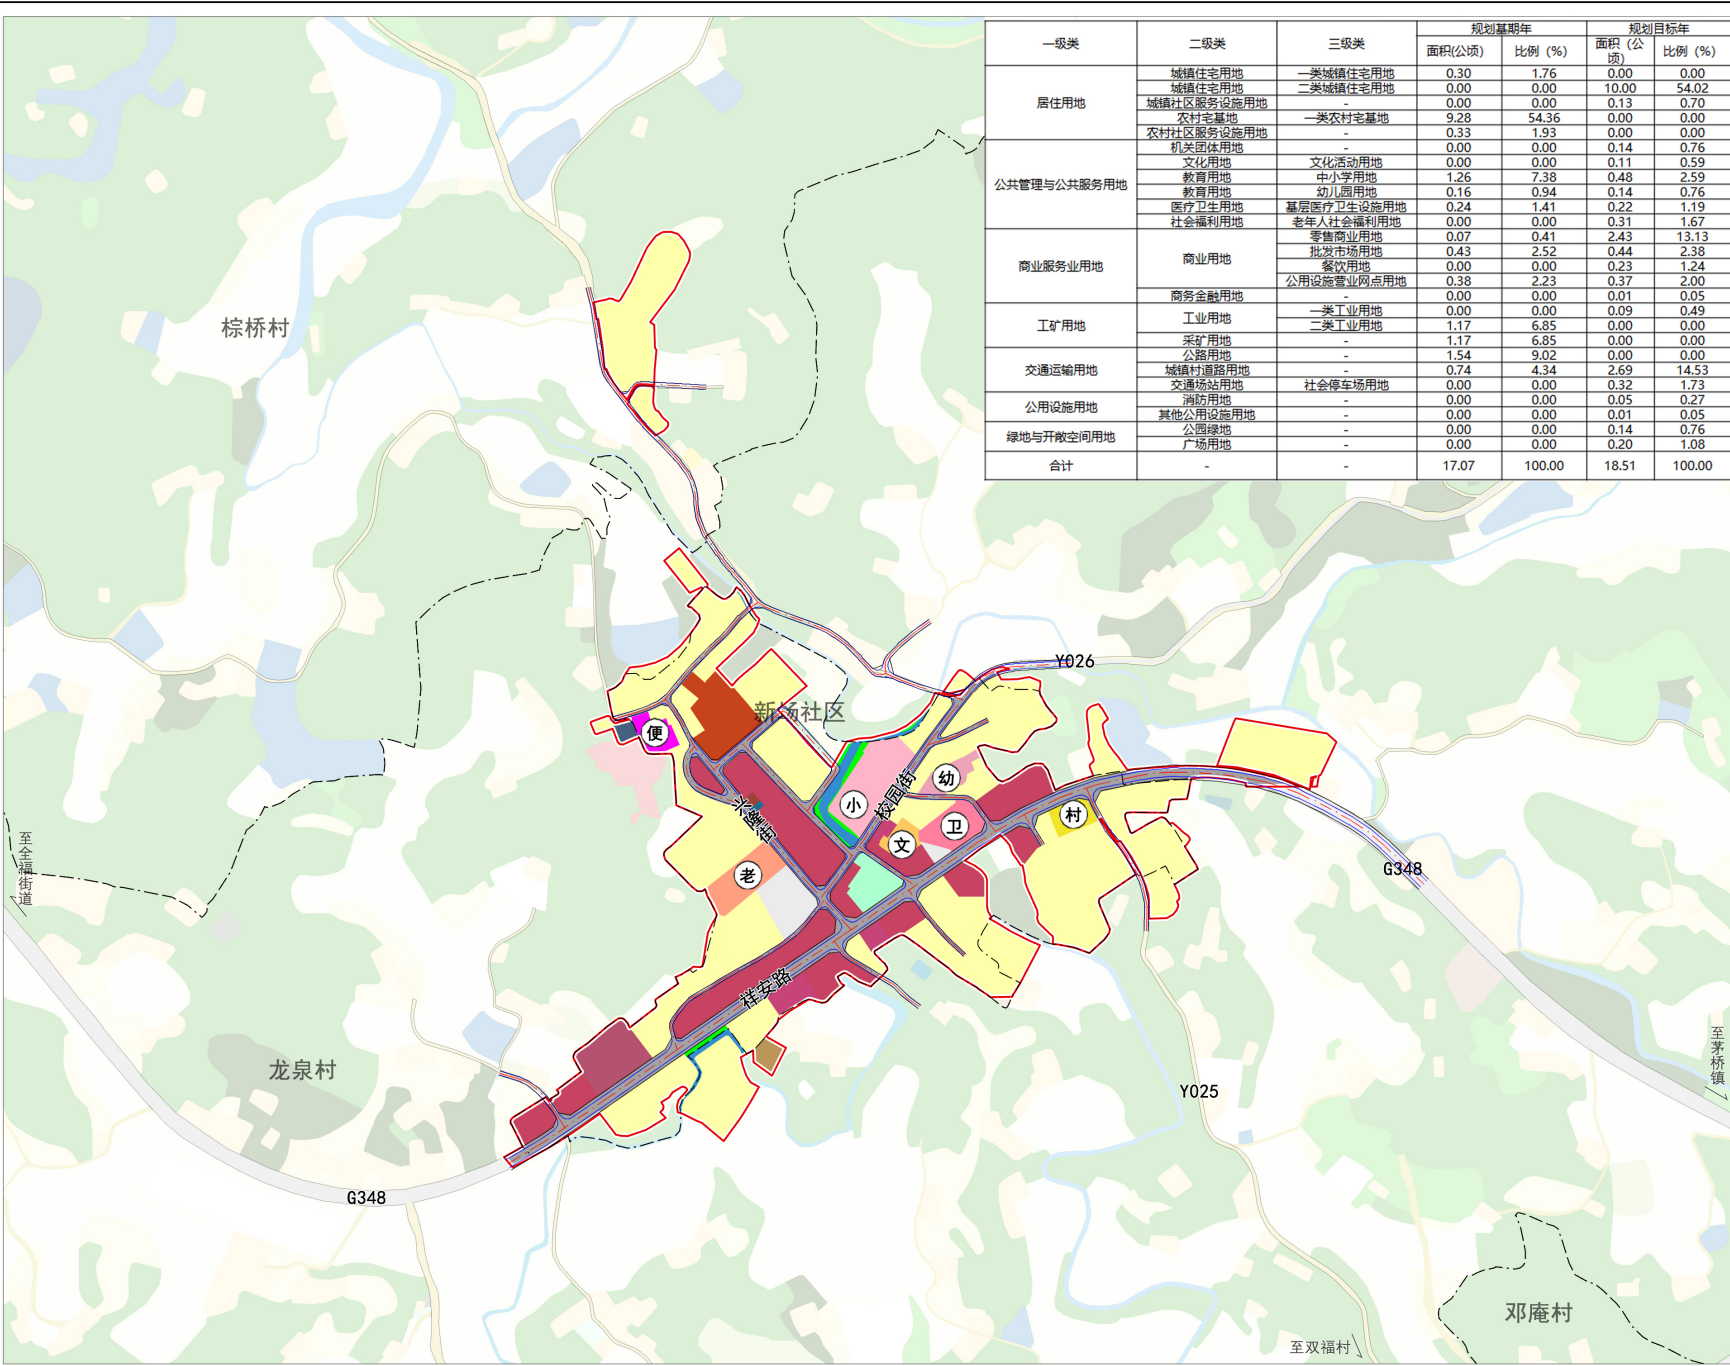 规划基期年 规划目标年
一级类 二级类 三级类 面积(公顷) 比例（%） 面积（公顷） 比例（%）
居住用地 城镇住宅用地 一类城镇住宅用地 0.30 1.76 0.00 0.00
城镇住宅用地 二类城镇住宅用地 0.00 0.00 10.00 54.02
城镇社区服务设施用地 - 0.00 0.00 0.13 0.70
农村宅基地 一类农村宅基地 9.28 54.36 0.00 0.00
农村社区服务设施用地 - 0.33 1.93 0.00 0.00
公共管理与公共服务用地 机关团体用地 - 0.00 0.00 0.14 0.76
文化用地 文化活动用地 0.00 0.00 0.11 0.59
教育用地 中小学用地 1.26 7.38 0.48 2.59
教育用地 幼儿园用地 0.16 0.94 0.14 0.76
医疗卫生用地 基层医疗卫生设施用地 0.24 1.41 0.22 1.19
社会福利用地 老年人社会福利用地 0.00 0.00 0.31 1.67
商业服务业用地 商业用地 零售商业用地 0.07 0.41 2.43 13.13
批发市场用地 0.43 2.52 0.44 2.38
餐饮用地 0.00 0.00 0.23 1.24
公用设施营业网点用地 0.38 2.23 0.37 2.00
商务金融用地 - 0.00 0.00 0.01 0.05
工矿用地 工业用地 一类工业用地 0.00 0.00 0.09 0.49
二类工业用地 1.17 6.85 0.00 0.00
采矿用地 - 1.17 6.85 0.00 0.00
交通运输用地 公路用地 - 1.54 9.02 0.00 0.00
城镇村道路用地 - 0.74 4.34 2.69 14.53
交通场站用地 社会停车场用地 0.00 0.00 0.32 1.73
公用设施用地 消防用地 - 0.00 0.00 0.05 0.27
其他公用设施用地 - 0.00 0.00 0.01 0.05
绿地与开敞空间用地 公园绿地 - 0.00 0.00 0.14 0.76
广场用地 - 0.00 0.00 0.20 1.08
合计 - - 17.07 100.00 18.51 100.00
棕桥村
Y026
新场社区
便
幼
小
校园街
兴隆街
村
卫
文
老
G348
至全福街道
祥安路
龙泉村
至茅桥镇
Y025
G348
邓庵村
至双福村